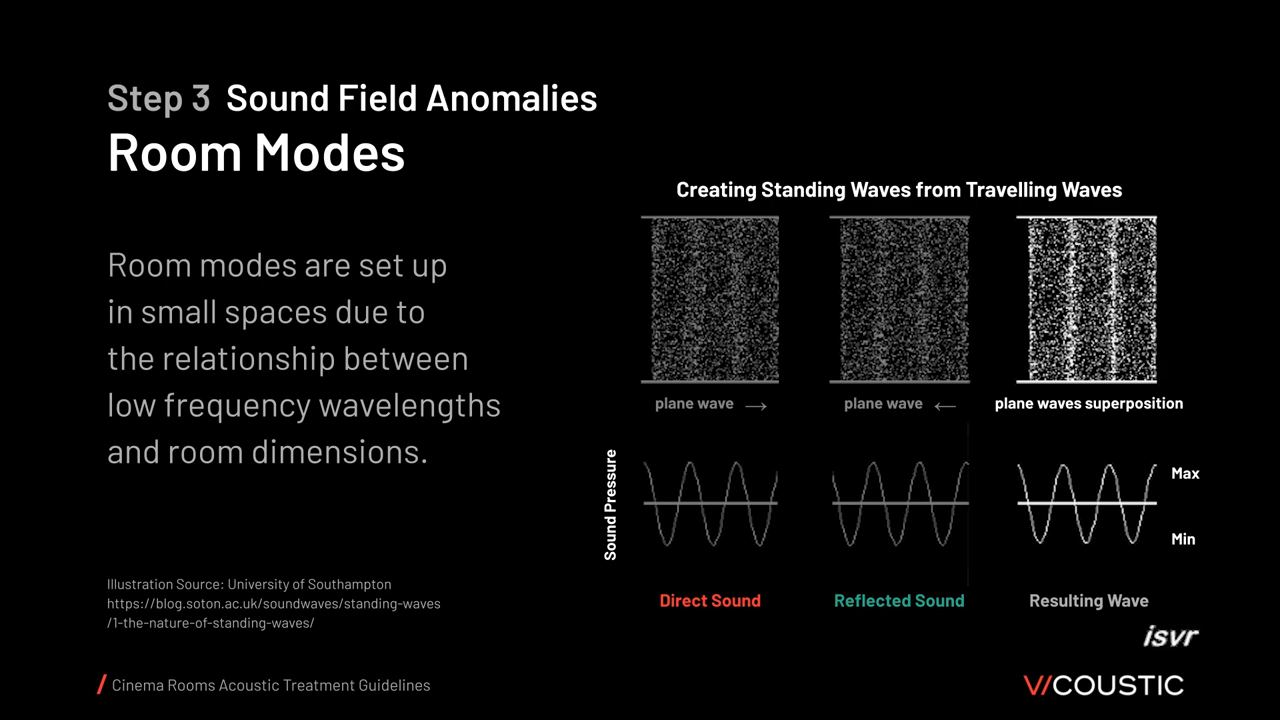 Step 3 Sound Field Anomalies
Room Modes
Room modes are set up
in small spaces due to
the relationship between
low frequency wavelengths
and room dimensions.
Illustration Source: University of Southampton
https://blog.soton.ac.uk/soundwaves/standing-waves
/1-the-nature-of-standing-waves/
Creating Standing Waves from Travelling Waves
plane wave →
plane wave ←
plane waves superposition
Sound Pressure
Max
Min
Direct Sound
Reflected Sound
Resulting Wave
isvr
/ Cinema Rooms Acoustic Treatment Guidelines
VICOUSTIC